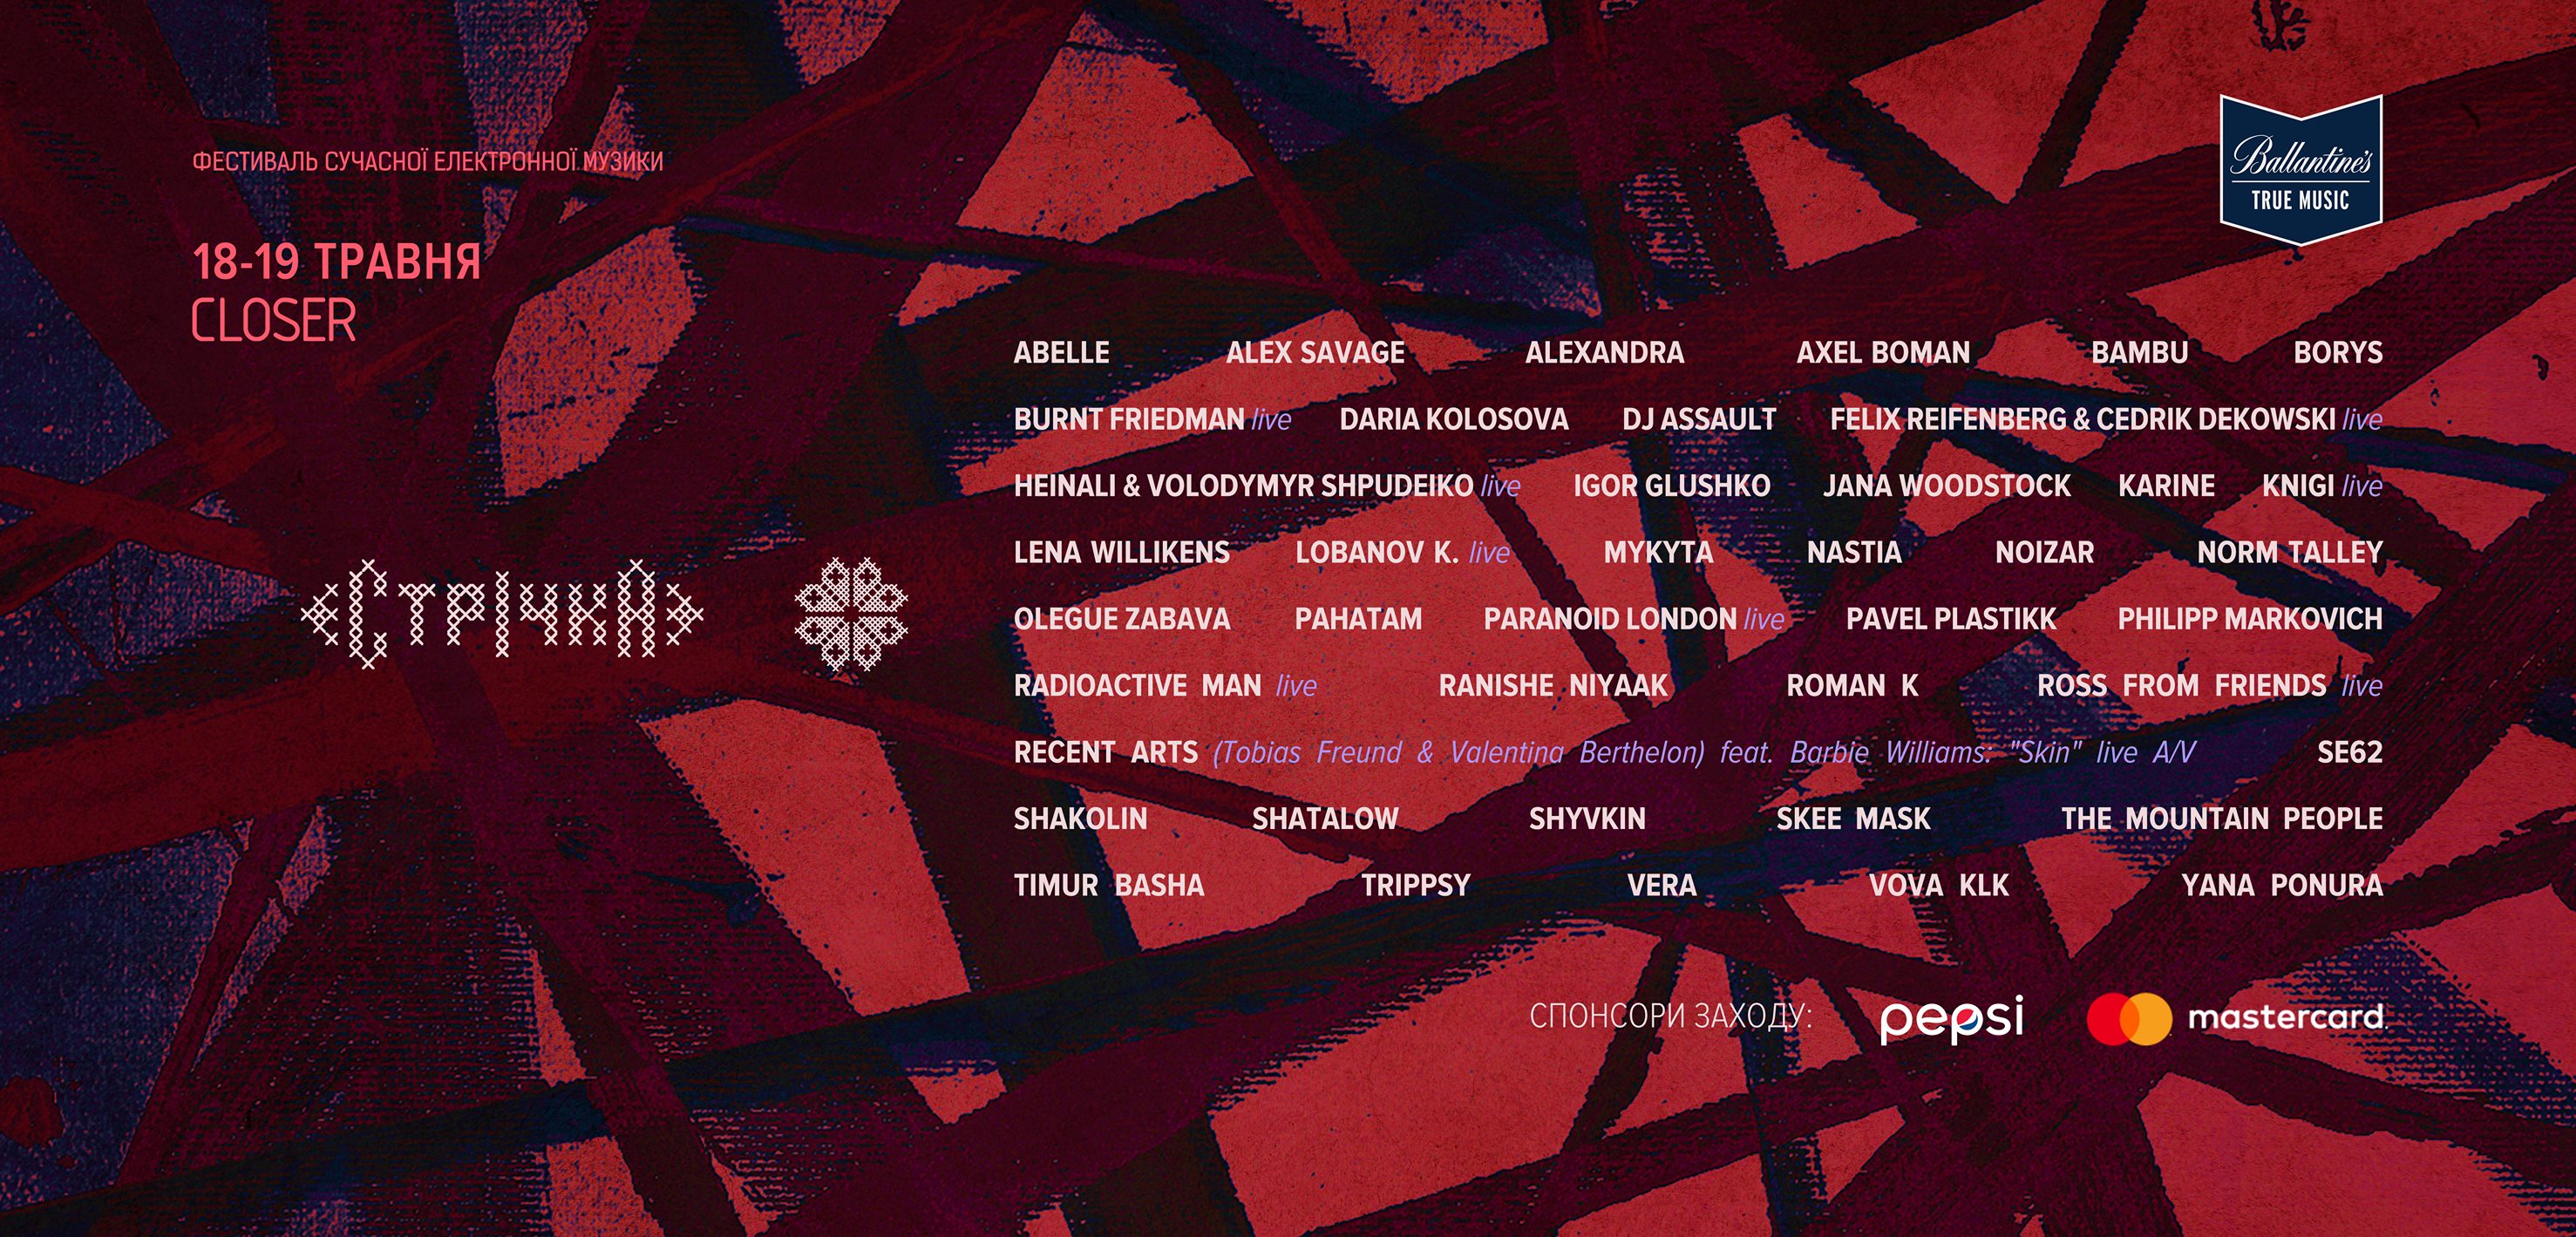 ФЕСТИВАЛЬ СУЧАСНОЇ ЕЛЕКТРОННОЇ МУЗИКИ
18-19 ТРАВНЯ
CLOSER
Ballantine's
TRUE MUSIC
СТРІЧКА
ABELLE ALEX SAVAGE ALEXANDRA AXEL BOMAN BAMBU BORYS
BURNT FRIEDMAN live DARIA KOLOSOVA DJ ASSAULT FELIX REIFENBERG & CEDRIK DEKOWSKI live
HEINALI & VOLODYMYR SHPUDEIKO live IGOR GLUSHKO JANA WOODSTOCK KARINE KNIGI live
LENA WILLIKENS LOBANOV K. live MYKYTA NASTIA NOIZAR NORM TALLEY
OLEGUE ZABAVA PAHATAM PARANOID LONDON live PAVEL PLASTIKK PHILIPP MARKOVICH
RADIOACTIVE MAN live RANISHE NIYAAK ROMAN K ROSS FROM FRIENDS live
RECENT ARTS (Tobias Freund & Valentina Berthelon) feat. Barbie Williams: "Skin" live A/V SE62
SHAKOLIN SHATALOW SHYVKIN SKEE MASK THE MOUNTAIN PEOPLE
TIMUR BASHA TRIPPSY VERA VOVA KLK YANA PONURA
СПОНСОРИ ЗАХОДУ: pepsi mastercard.